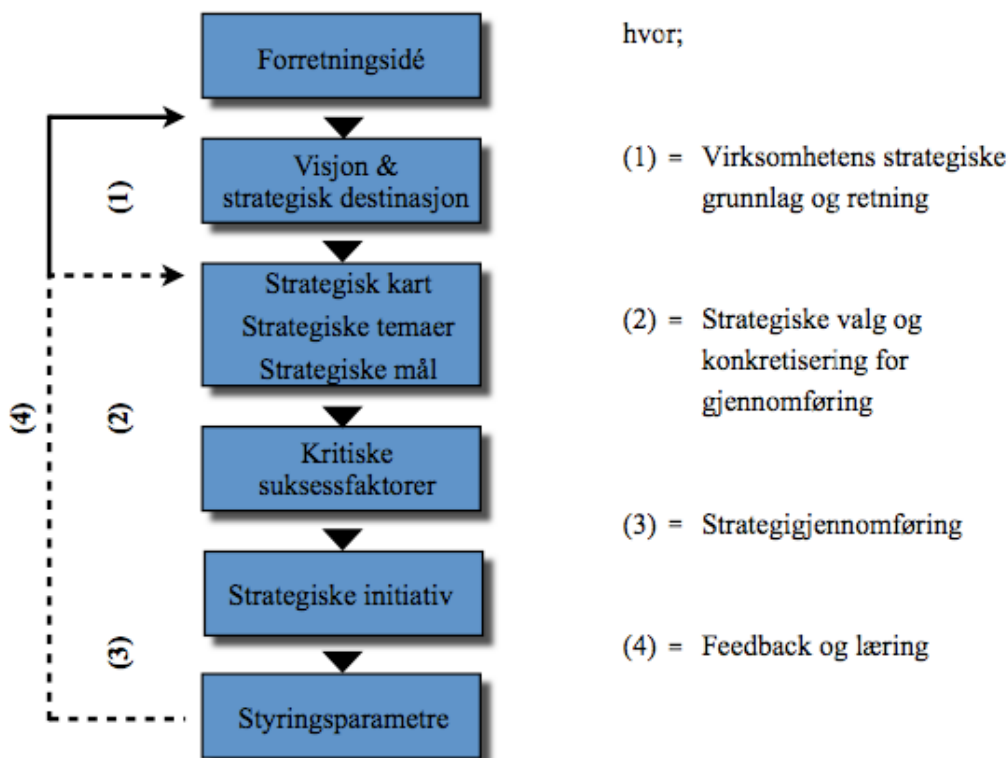 Forretningsidé
Visjon &
strategisk destinasjon
Strategisk kart
Strategiske temaer
Strategiske mål
Kritiske
suksessfaktorer
Strategiske initiativ
Styringsparametre
(1)
(2)
(3)
(4)
hvor;
(1) = Virksomhetens strategiske
grunnlag og retning
(2) = Strategiske valg og
konkretisering for
gjennomføring
(3) = Strategigjennomføring
(4) = Feedback og læring